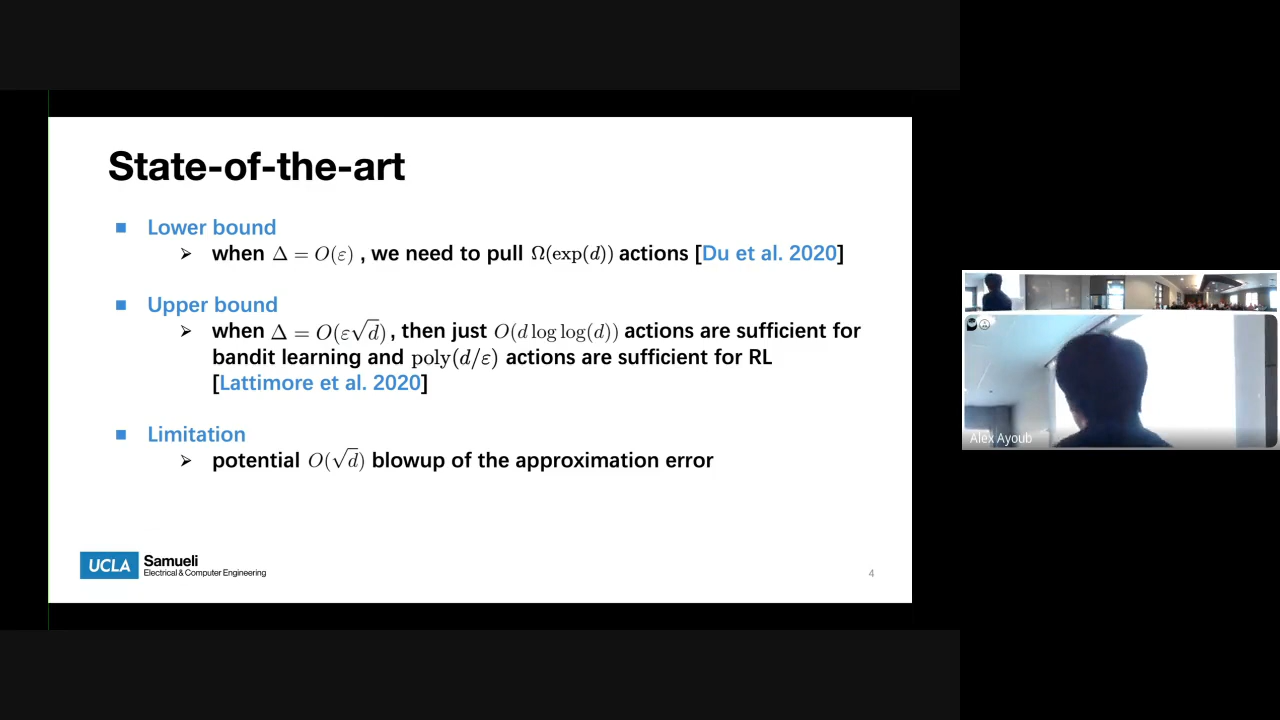 State-of-the-art
■ Lower bound
➢ when Δ = O(ε) , we need to pull Ω(exp(d)) actions [Du et al. 2020]
■ Upper bound
➢ when Δ = O(ε√d) , then just O(d log log(d)) actions are sufficient for
bandit learning and poly(d/ε) actions are sufficient for RL
[Lattimore et al. 2020]
■ Limitation
➢ potential O(√d) blowup of the approximation error
UCLA Samueli
Electrical & Computer Engineering
4
Alex Ayoub